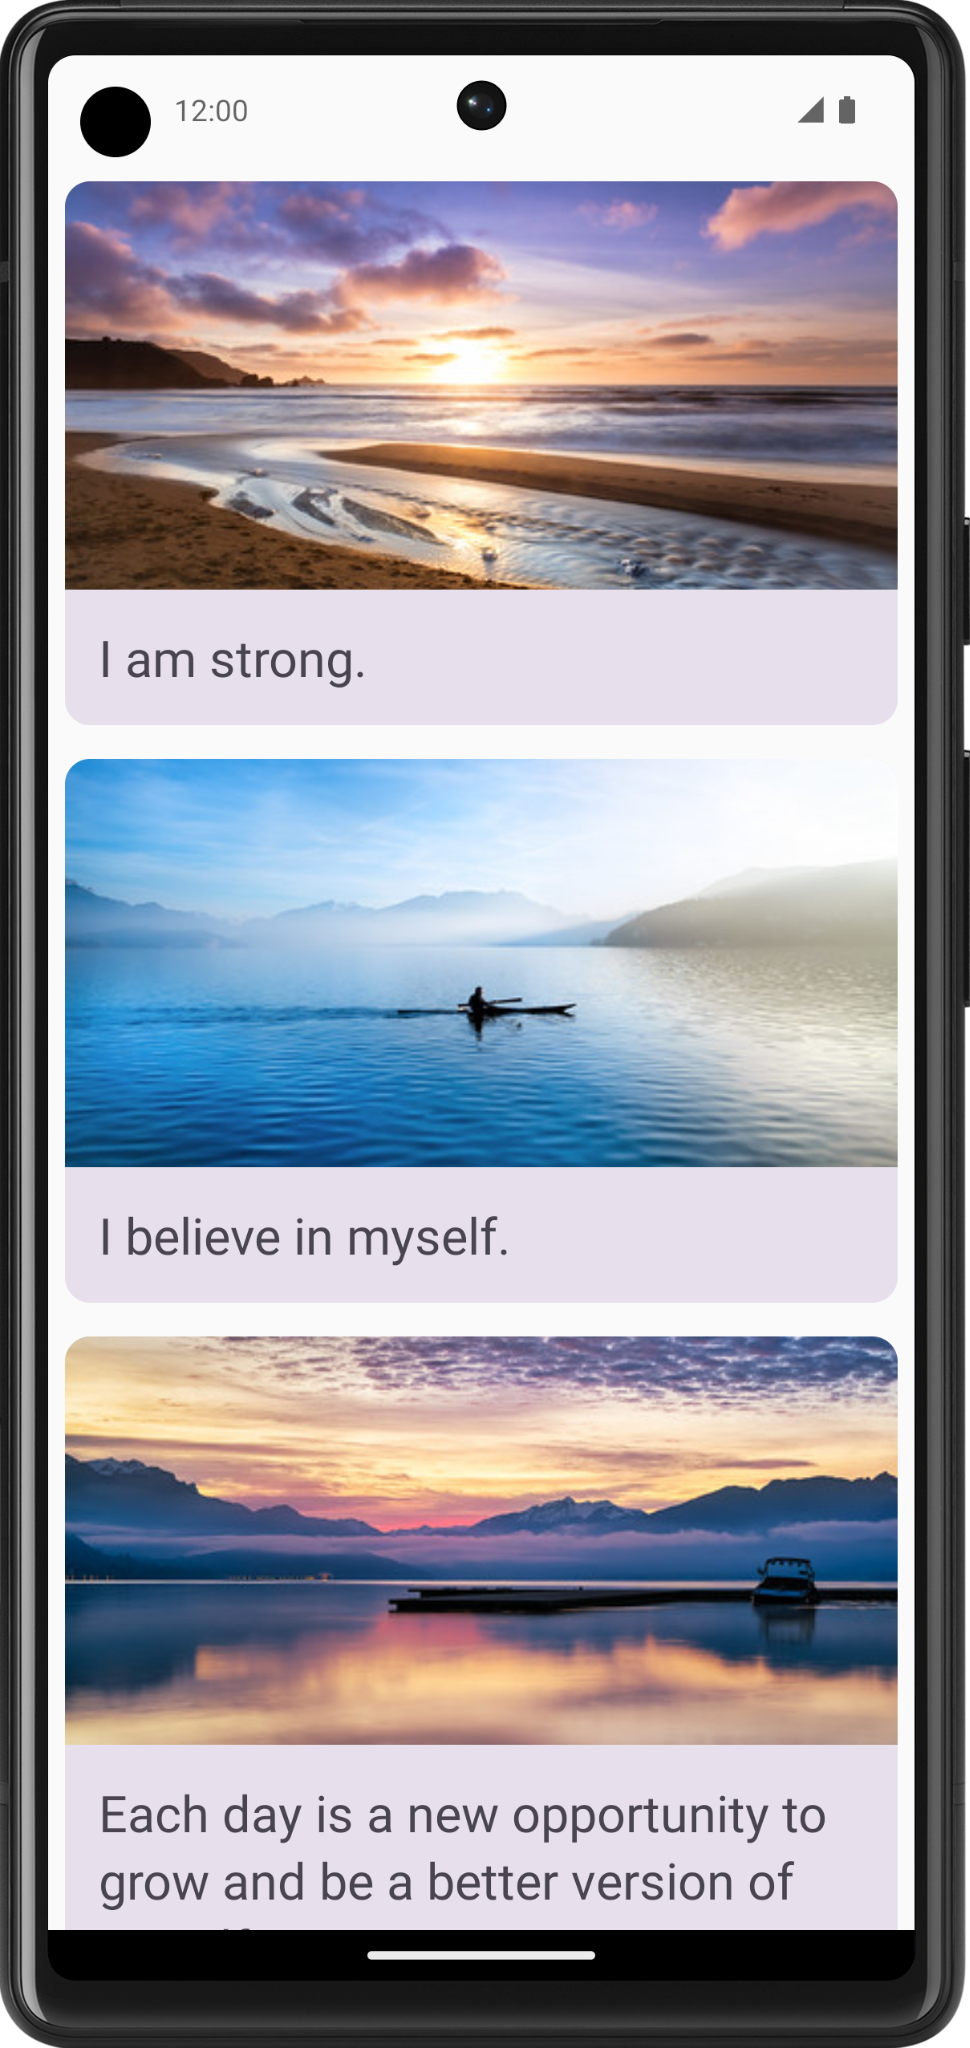 12:00
I am strong.
I believe in myself.
Each day is a new opportunity to
grow and be a better version of